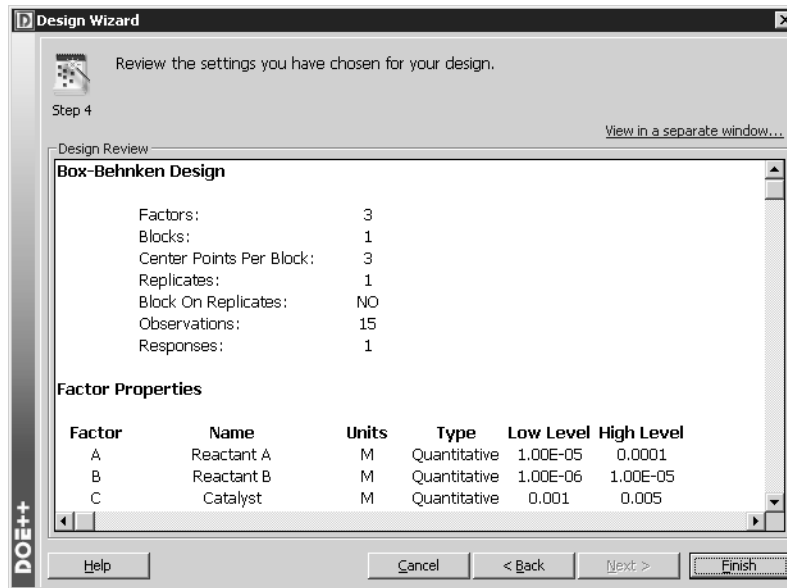 Design Wizard
Review the settings you have chosen for your design.
Step 4
View in a separate window...
Design Review
Box-Behnken Design
Factors: 3
Blocks: 1
Center Points Per Block: 3
Replicates: 1
Block On Replicates: NO
Observations: 15
Responses: 1
Factor Properties
Factor Name Units Type Low Level High Level
A Reactant A M Quantitative 1.00E-05 0.0001
B Reactant B M Quantitative 1.00E-06 1.00E-05
C Catalyst M Quantitative 0.001 0.005
DOE++
Help Cancel < Back Next > Finish